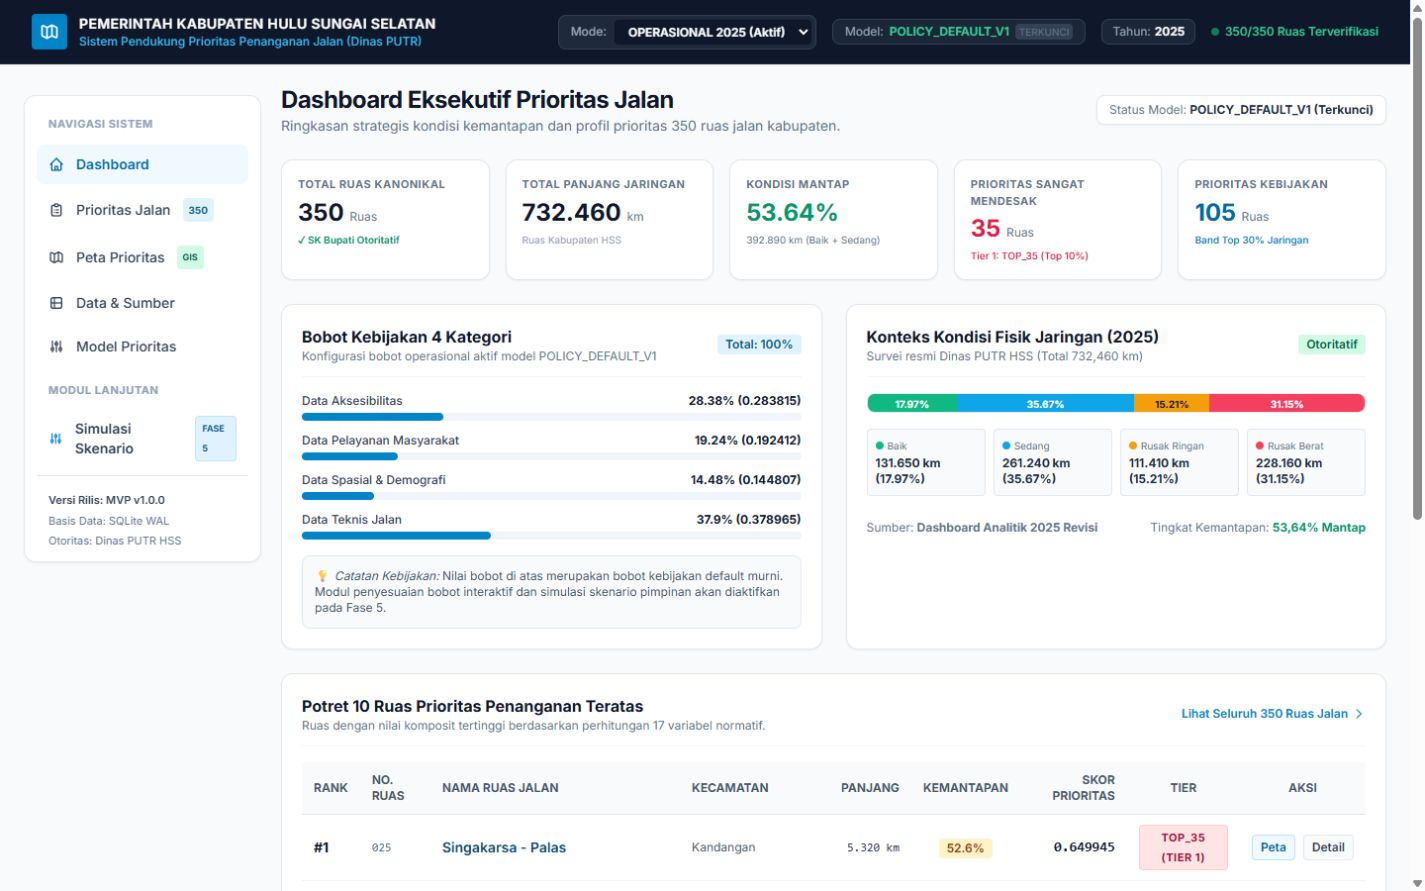 PEMERINTAH KABUPATEN HULU SUNGAI SELATAN
Sistem Pendukung Prioritas Penanganan Jalan (Dinas PUTR)
Mode: OPERASIONAL 2025 (Aktif)
Model: POLICY_DEFAULT_V1 TERKUNCI
Tahun: 2025
350/350 Ruas Terverifikasi
NAVIGASI SISTEM
Dashboard
Prioritas Jalan 350
Peta Prioritas GIS
Data & Sumber
Model Prioritas
MODUL LANJUTAN
Simulasi Skenario FASE 5
Versi Rilis: MVP v1.0.0
Basis Data: SQLite WAL
Otoritas: Dinas PUTR HSS
Dashboard Eksekutif Prioritas Jalan
Ringkasan strategis kondisi kemantapan dan profil prioritas 350 ruas jalan kabupaten.
Status Model: POLICY_DEFAULT_V1 (Terkunci)
TOTAL RUAS KANONIKAL
350 Ruas
✓ SK Bupati Otoritatif
TOTAL PANJANG JARINGAN
732.460 km
Ruas Kabupaten HSS
KONDISI MANTAP
53.64%
392.890 km (Baik + Sedang)
PRIORITAS SANGAT
MENDESAK
35 Ruas
Tier 1: TOP_35 (Top 10%)
PRIORITAS KEBIJAKAN
105 Ruas
Band Top 30% Jaringan
Bobot Kebijakan 4 Kategori
Konfigurasi bobot operasional aktif model POLICY_DEFAULT_V1
Total: 100%
Data Aksesibilitas 28.38% (0.283815)
Data Pelayanan Masyarakat 19.24% (0.192412)
Data Spasial & Demografi 14.48% (0.144807)
Data Teknis Jalan 37.9% (0.378965)
💡 Catatan Kebijakan: Nilai bobot di atas merupakan bobot kebijakan default murni.
Modul penyesuaian bobot interaktif dan simulasi skenario pimpinan akan diaktifkan
pada Fase 5.
Konteks Kondisi Fisik Jaringan (2025)
Survei resmi Dinas PUTR HSS (Total 732,460 km)
Otoritatif
17.97% 35.67% 15.21% 31.15%
Baik
131.650 km
(17.97%)
Sedang
261.240 km
(35.67%)
Rusak Ringan
111.410 km
(15.21%)
Rusak Berat
228.160 km
(31.15%)
Sumber: Dashboard Analitik 2025 Revisi
Tingkat Kemantapan: 53,64% Mantap
Potret 10 Ruas Prioritas Penanganan Teratas
Ruas dengan nilai komposit tertinggi berdasarkan perhitungan 17 variabel normatif.
Lihat Seluruh 350 Ruas Jalan >
RANK NO. RUAS NAMA RUAS JALAN KECAMATAN PANJANG KEMANTAPAN SKOR PRIORITAS TIER AKSI
#1 025 Singakarsa - Palas Kandangan 5.320 km 52.6% 0.649945 TOP_35 (TIER 1) Peta Detail